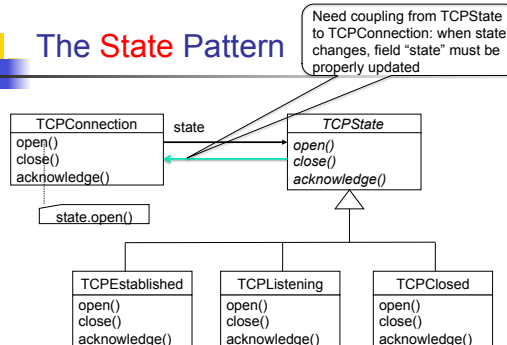 The State Pattern
Need coupling from TCPState
to TCPConnection: when state
changes, field “state” must be
properly updated
TCPConnection
open()
close()
acknowledge()
state
TCPState
open()
close()
acknowledge()
state.open()
TCPEstablished
open()
close()
acknowledge()
TCPListening
open()
close()
acknowledge()
TCPClosed
open()
close()
acknowledge()